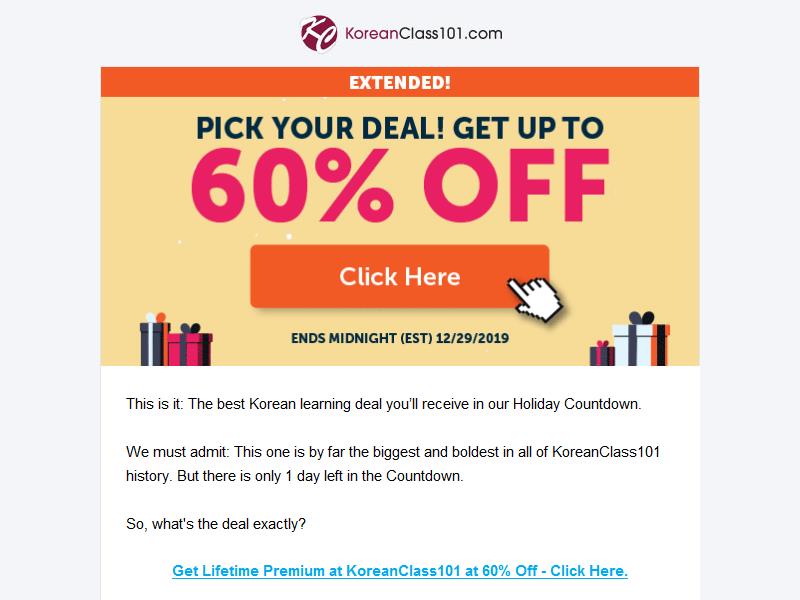 KC KoreanClass101.com
EXTENDED!
PICK YOUR DEAL! GET UP TO
60% OFF
Click Here
ENDS MIDNIGHT (EST) 12/29/2019
This is it: The best Korean learning deal you’ll receive in our Holiday Countdown.
We must admit: This one is by far the biggest and boldest in all of KoreanClass101
history. But there is only 1 day left in the Countdown.
So, what's the deal exactly?
Get Lifetime Premium at KoreanClass101 at 60% Off - Click Here.